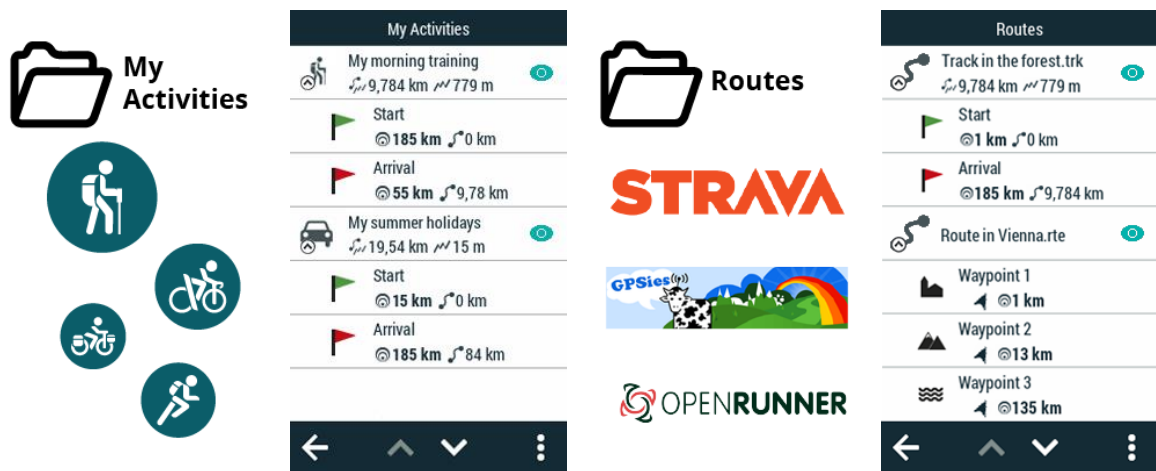 My
Activities
My Activities
My morning training
9,784 km 779 m
Start
185 km 0 km
Arrival
55 km 9,78 km
My summer holidays
19,54 km 15 m
Start
15 km 0 km
Arrival
185 km 84 km
Routes
STRAVA
GPSies
OPENRUNNER
Routes
Track in the forest.trk
9,784 km 779 m
Start
1 km 0 km
Arrival
185 km 9,784 km
Route in Vienna.rte
Waypoint 1
1 km
Waypoint 2
13 km
Waypoint 3
135 km